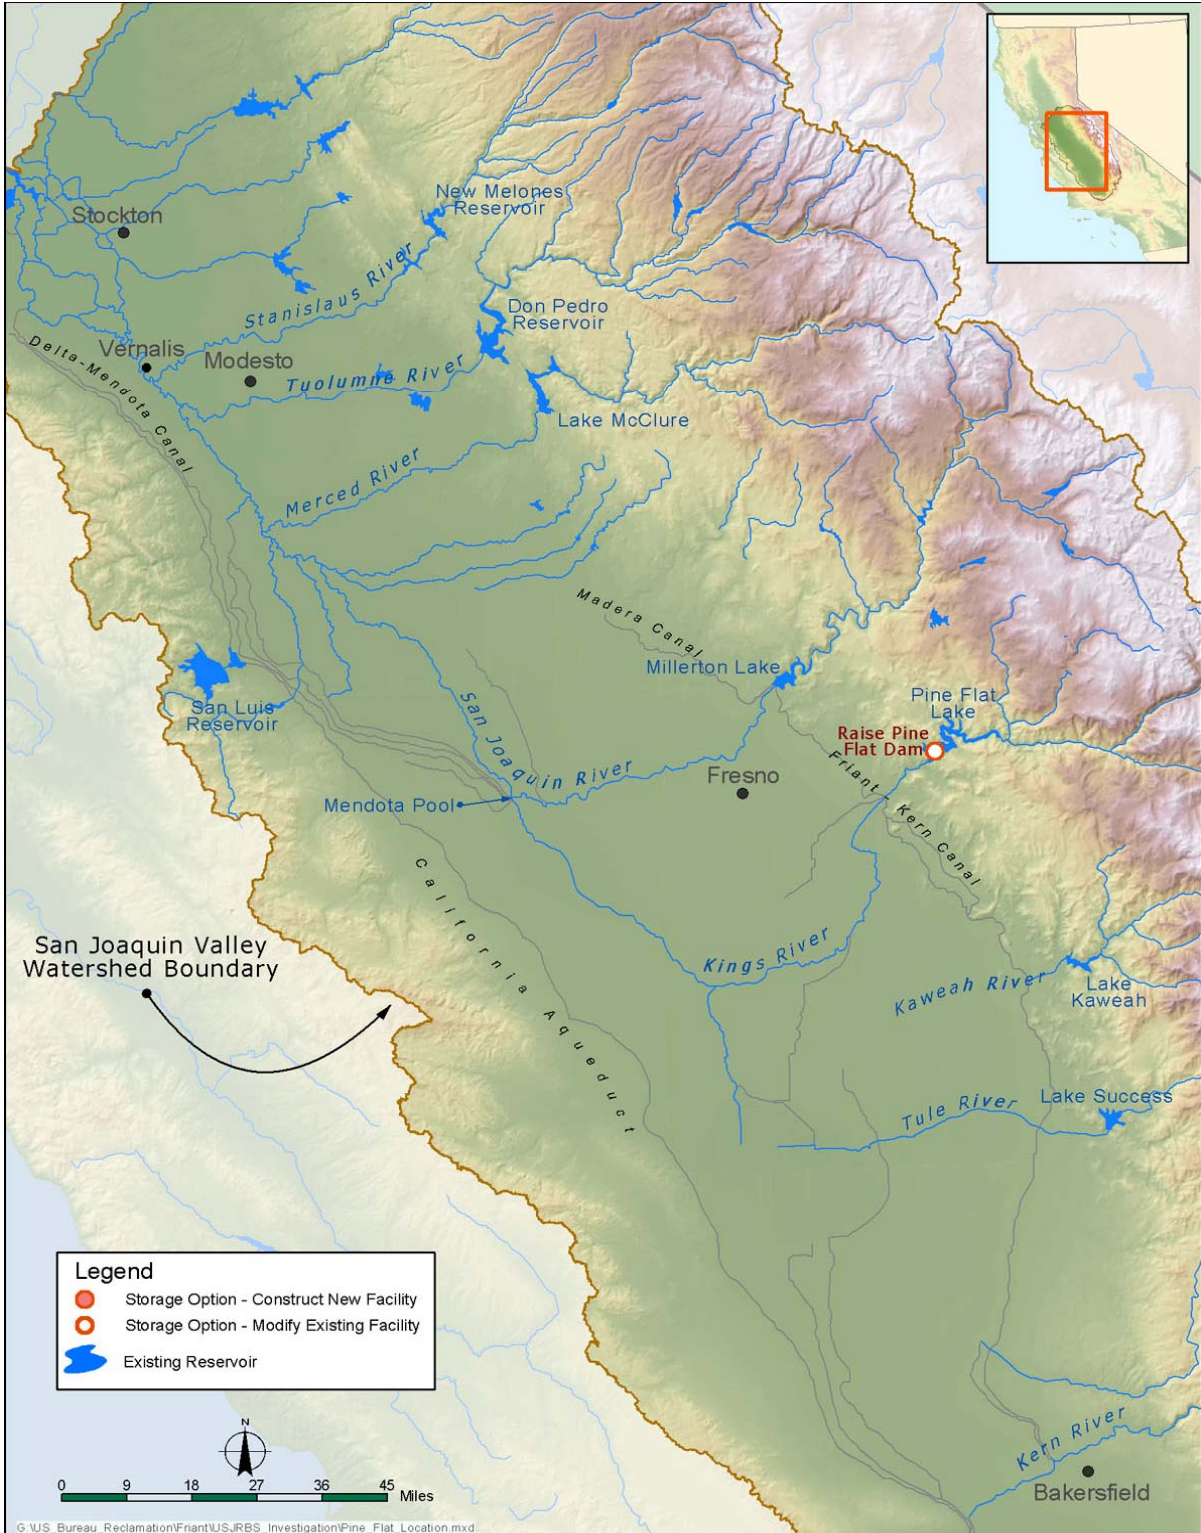 New Melones
Reservoir
Stockton
Stanislaus River
Don Pedro
Reservoir
Delta-Mendota Canal
Vernalis
Modesto
Tuolumne River
Lake McClure
Merced River
Madera Canal
Millerton Lake
San Luis
Reservoir
San Joaquin River
Pine Flat
Lake
Raise Pine
Flat Dam
Fresno
Friant - Kern Canal
Mendota Pool
California Aqueduct
San Joaquin Valley
Watershed Boundary
Kings River
Kaweah River
Lake
Kaweah
Tule River
Lake Success
Legend
Storage Option - Construct New Facility
Storage Option - Modify Existing Facility
Existing Reservoir
N
0 9 18 27 36 45
Miles
Kern River
Bakersfield
G:\US_Bureau_Reclamation\Friant\USJRBS_Investigation\Pine_Flat_Location.mxd